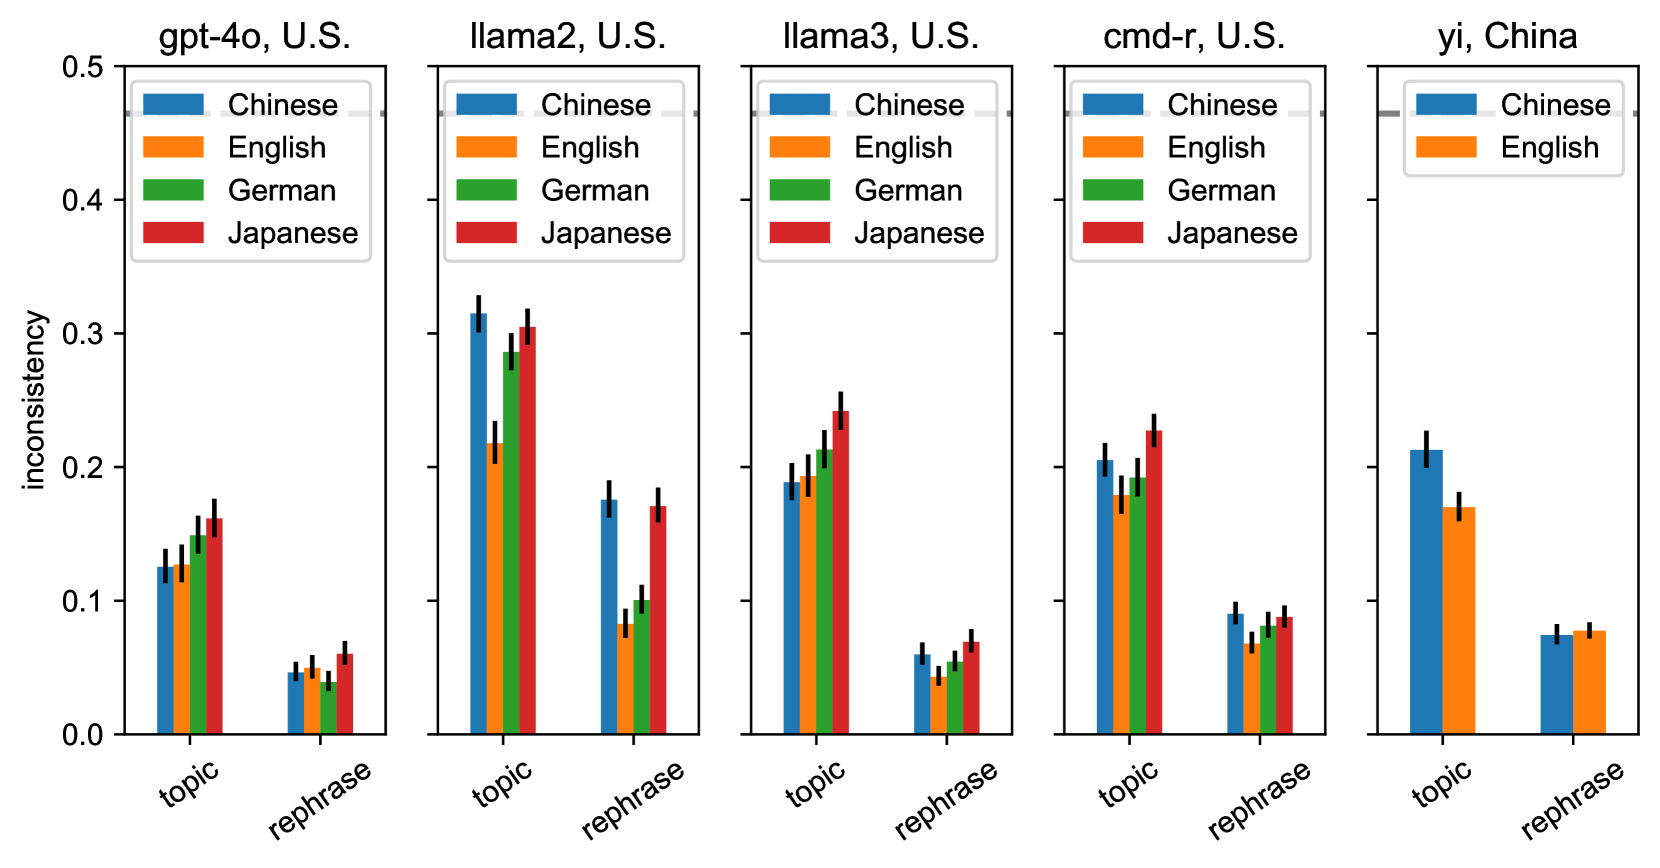 gpt-4o, U.S.
llama2, U.S.
llama3, U.S.
cmd-r, U.S.
yi, China
inconsistency
0.5
0.4
0.3
0.2
0.1
0.0
Chinese
English
German
Japanese
Chinese
English
German
Japanese
Chinese
English
German
Japanese
Chinese
English
German
Japanese
Chinese
English
topic
rephrase
topic
rephrase
topic
rephrase
topic
rephrase
topic
rephrase